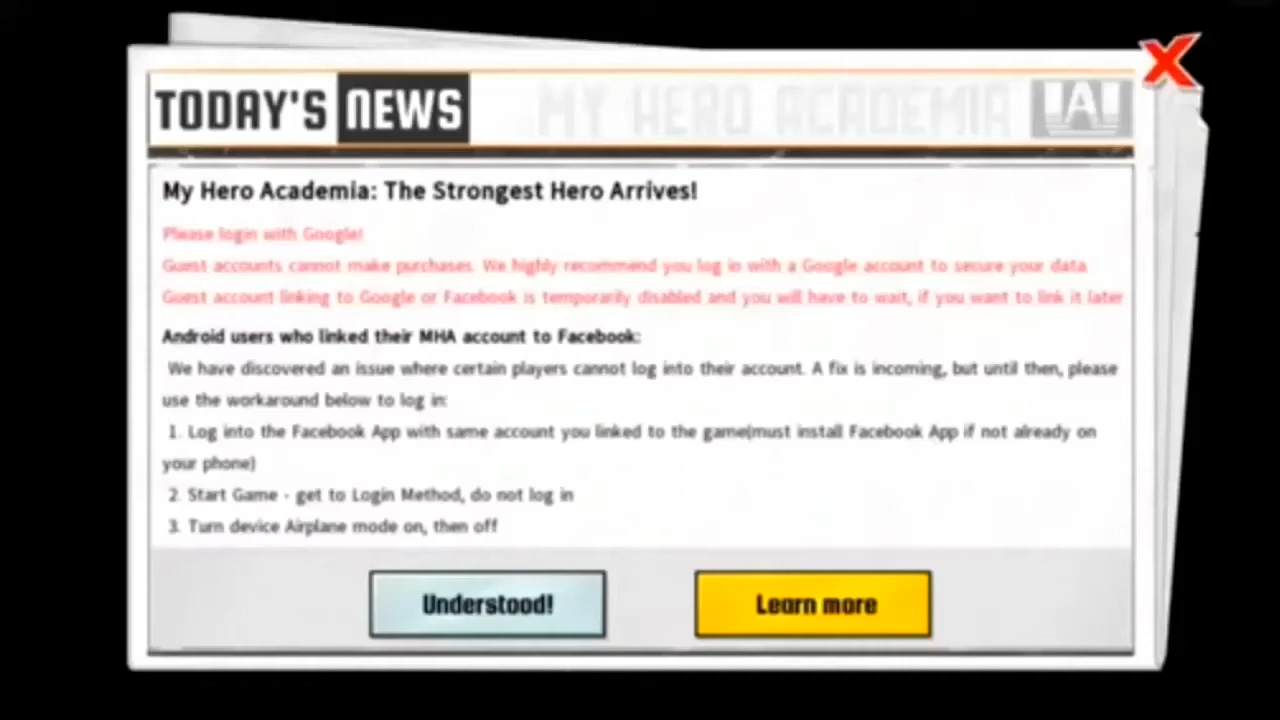 TODAY'S NEWS
MY HERO ACADEMIA
My Hero Academia: The Strongest Hero Arrives!
Please login with Google!
Guest accounts cannot make purchases. We highly recommend you log in with a Google account to secure your data.
Guest account linking to Google or Facebook is temporarily disabled and you will have to wait, if you want to link it later
Android users who linked their MHA account to Facebook:
We have discovered an issue where certain players cannot log into their account. A fix is incoming, but until then, please
use the workaround below to log in:
1. Log into the Facebook App with same account you linked to the game(must install Facebook App if not already on
your phone)
2. Start Game - get to Login Method, do not log in
3. Turn device Airplane mode on, then off
Understood!
Learn more